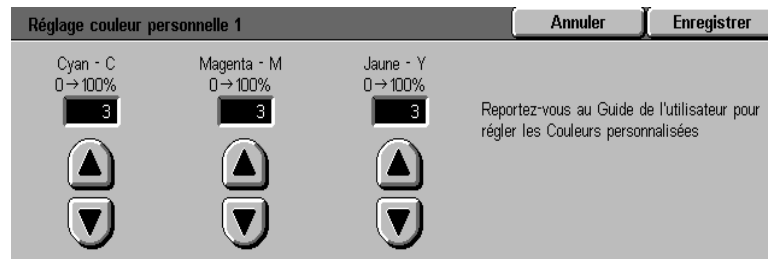 Réglage couleur personnelle 1
Annuler
Enregistrer
Cyan - C
0→100%
3
Magenta - M
0→100%
3
Jaune - Y
0→100%
3
Reportez-vous au Guide de l'utilisateur pour
régler les Couleurs personnalisées